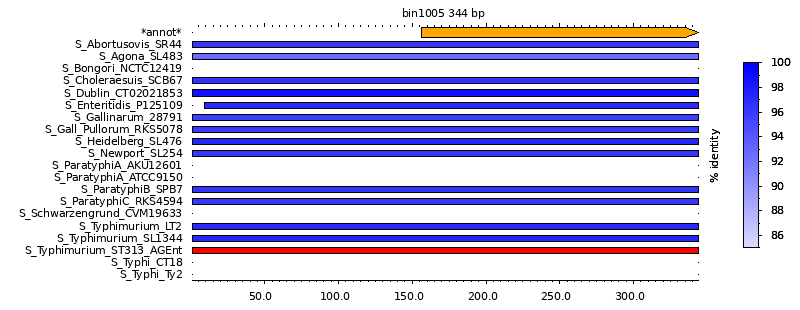 bin1005 344 bp
*annot*
S_Abortusovis_SR44
S_Agona_SL483
S_Bongori_NCTC12419
S_Choleraesuis_SCB67
S_Dublin_CT02021853
S_Enteritidis_P125109
S_Gallinarum_28791
S_Gall_Pullorum_RKS5078
S_Heidelberg_SL476
S_Newport_SL254
S_ParatyphiA_AKU12601
S_ParatyphiA_ATCC9150
S_ParatyphiB_SPB7
S_ParatyphiC_RKS4594
S_Schwarzengrund_CVM19633
S_Typhimurium_LT2
S_Typhimurium_SL1344
S_Typhimurium_ST313_AGEnt
S_Typhi_CT18
S_Typhi_Ty2
50.0 100.0 150.0 200.0 250.0 300.0
% identity
100
98
96
94
92
90
88
86